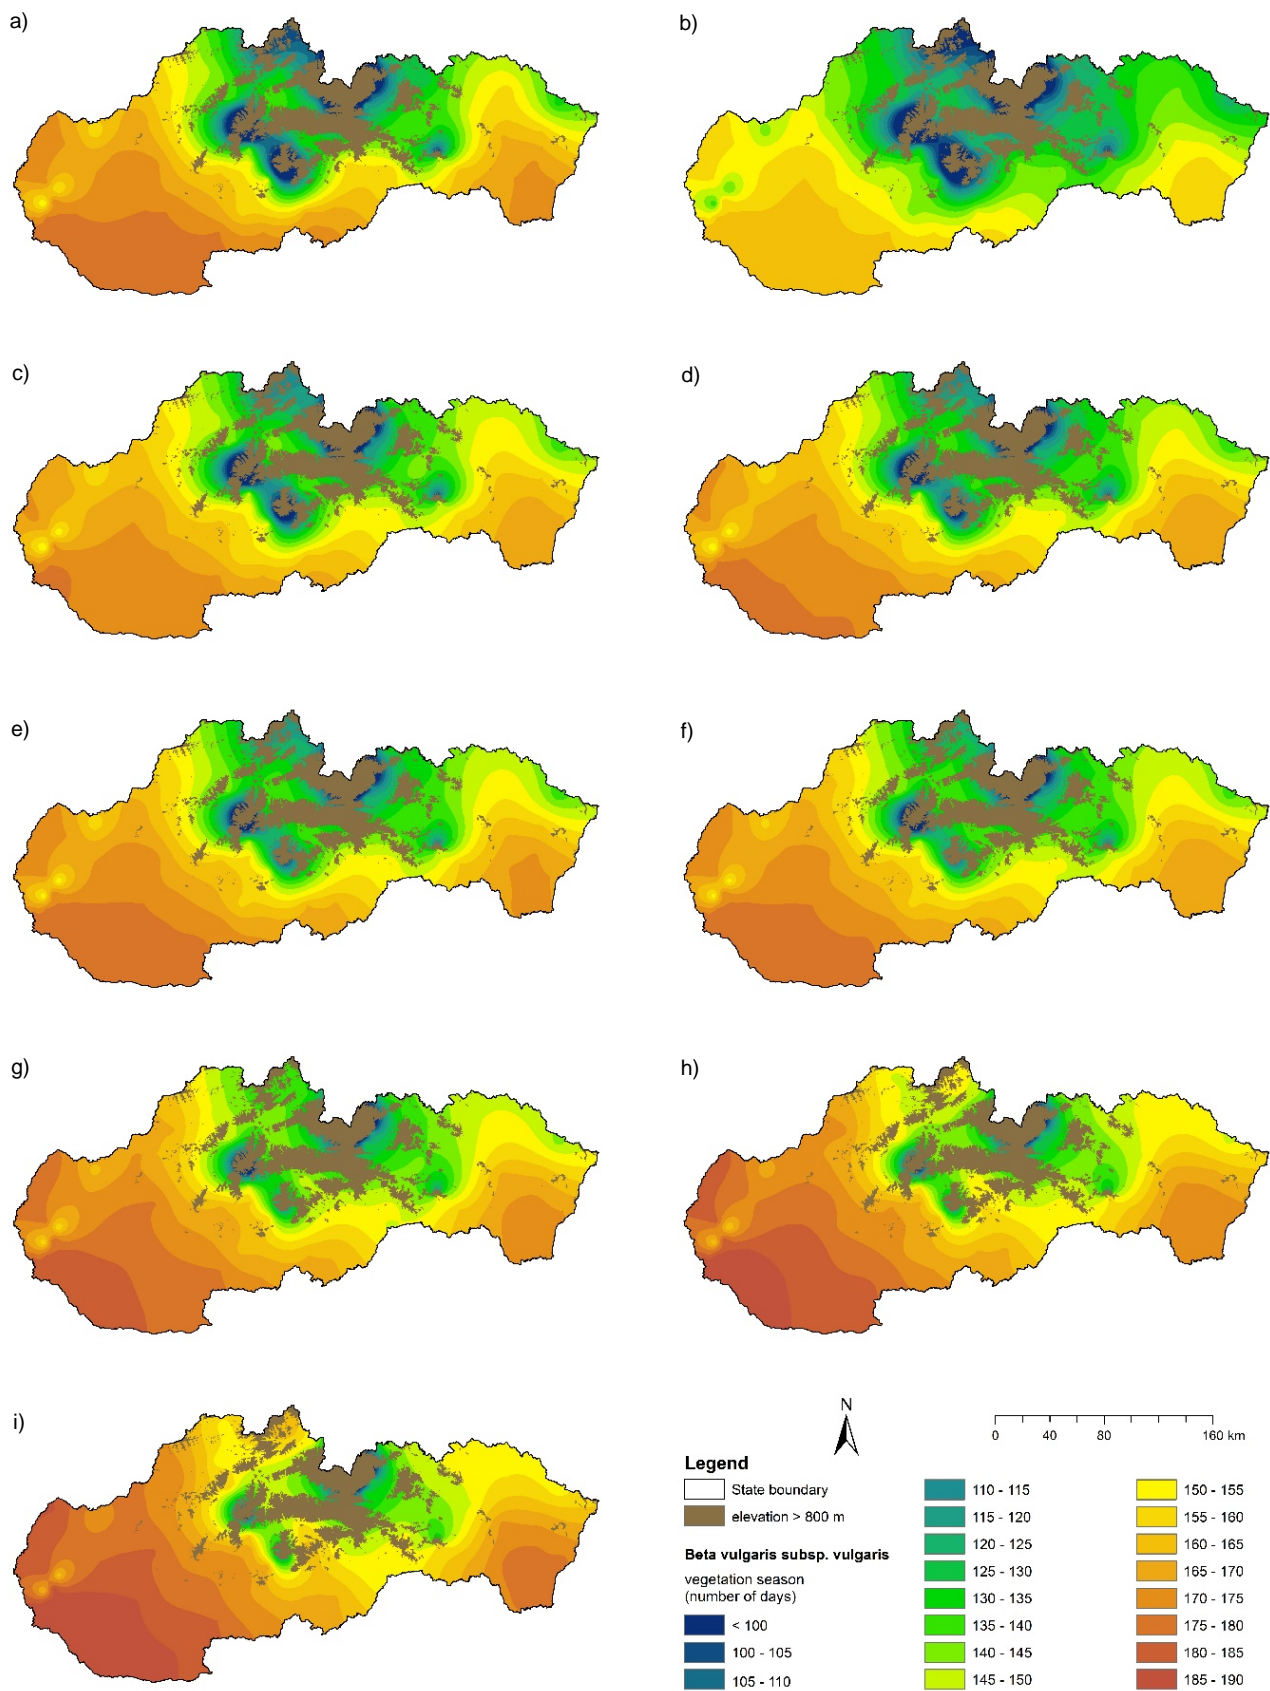 a)
b)
c)
d)
e)
f)
g)
h)
i)
N
0 40 80 160 km
Legend
State boundary
elevation > 800 m
Beta vulgaris subsp. vulgaris
vegetation season
(number of days)
< 100
100 - 105
105 - 110
110 - 115
115 - 120
120 - 125
125 - 130
130 - 135
135 - 140
140 - 145
145 - 150
150 - 155
155 - 160
160 - 165
165 - 170
170 - 175
175 - 180
180 - 185
185 - 190